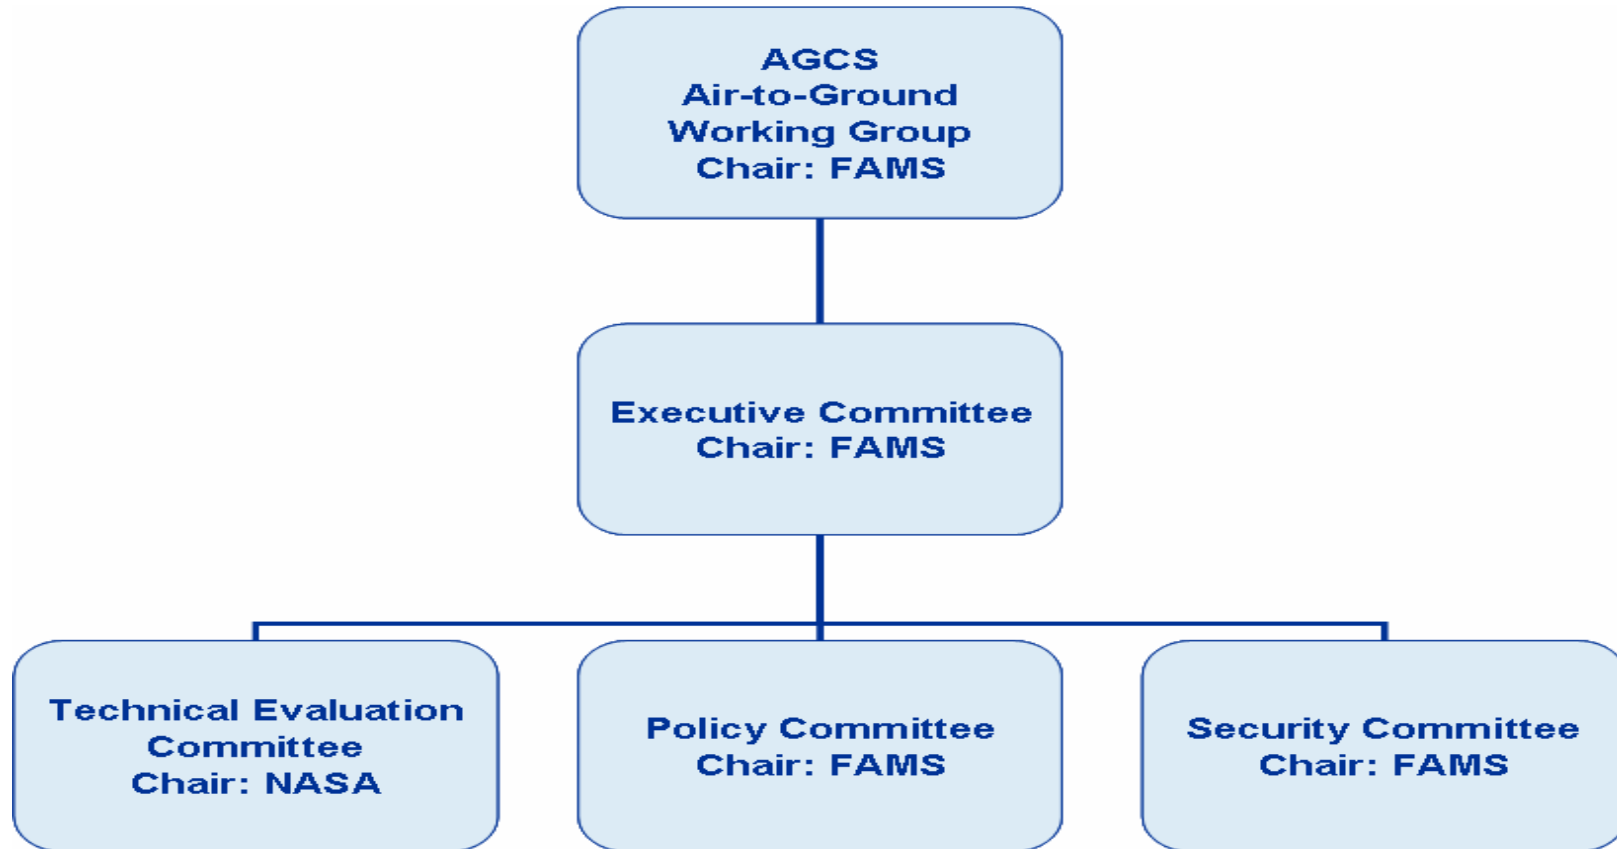 AGCS
Air-to-Ground
Working Group
Chair: FAMS
Executive Committee
Chair: FAMS
Technical Evaluation
Committee
Chair: NASA
Policy Committee
Chair: FAMS
Security Committee
Chair: FAMS